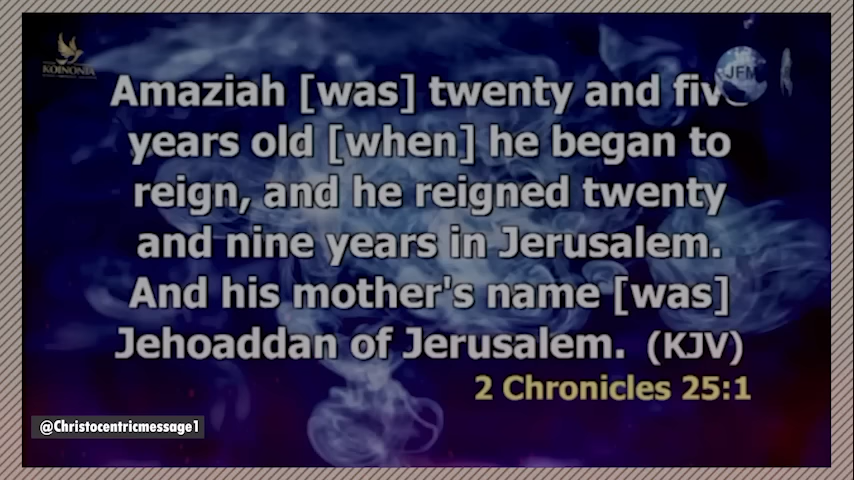 KOINONIA
JFM
Amaziah [was] twenty and five
years old [when] he began to
reign, and he reigned twenty
and nine years in Jerusalem.
And his mother's name [was]
Jehoaddan of Jerusalem. (KJV)
2 Chronicles 25:1
@Christocentricmessage1